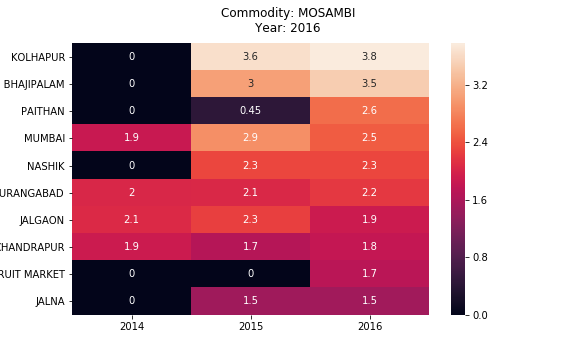 Commodity: MOSAMBI
Year: 2016
KOLHAPUR 0 3.6 3.8
BHAJIPALAM 0 3 3.5
PAITHAN 0 0.45 2.6
MUMBAI 1.9 2.9 2.5
NASHIK 0 2.3 2.3
URANGABAD 2 2.1 2.2
JALGAON 2.1 2.3 1.9
HANDRAPUR 1.9 1.7 1.8
RUIT MARKET 0 0 1.7
JALNA 0 1.5 1.5
2014 2015 2016
3.2
2.4
1.6
0.8
0.0